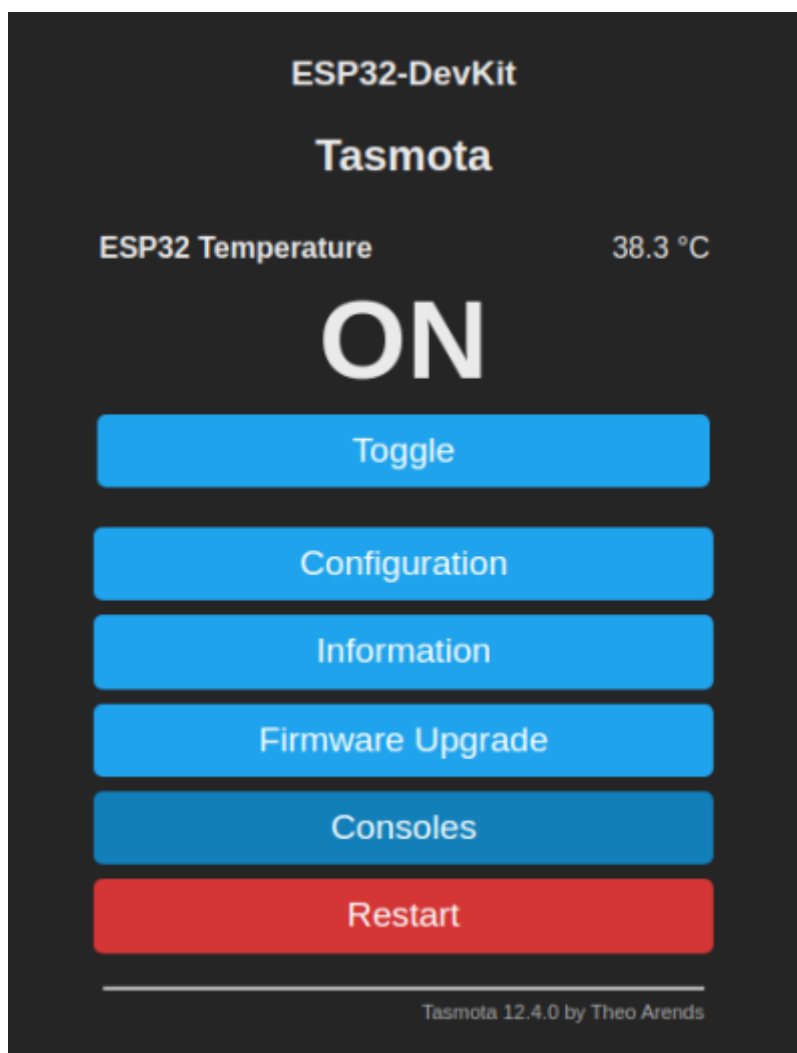 ESP32-DevKit
Tasmota
ESP32 Temperature 38.3 °C
ON
Toggle
Configuration
Information
Firmware Upgrade
Consoles
Restart
Tasmota 12.4.0 by Theo Arends